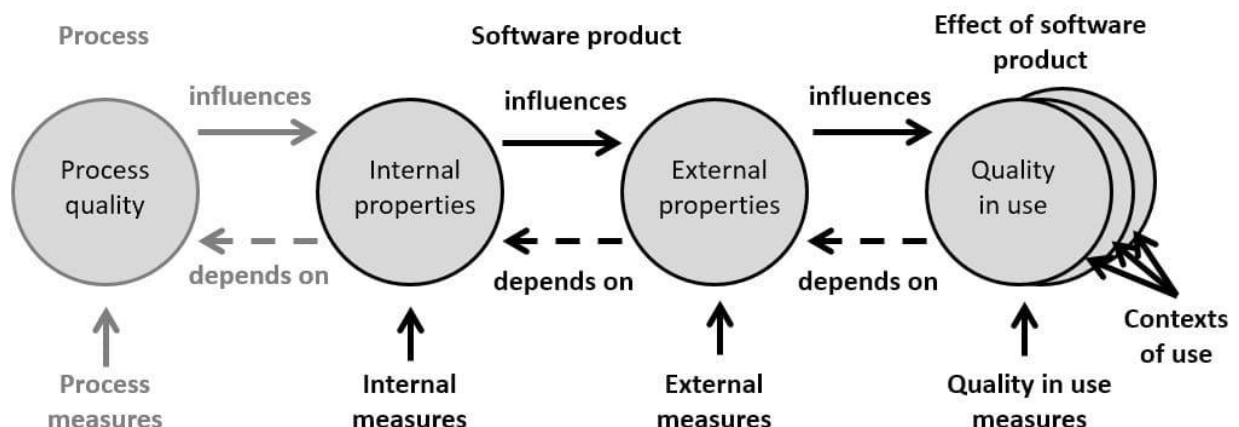 Process
Software product
Effect of software
product
influences
influences
influences
Process
quality
Internal
properties
External
properties
Quality
in use
depends on
depends on
depends on
Contexts
of use
Process
measures
Internal
measures
External
measures
Quality in use
measures